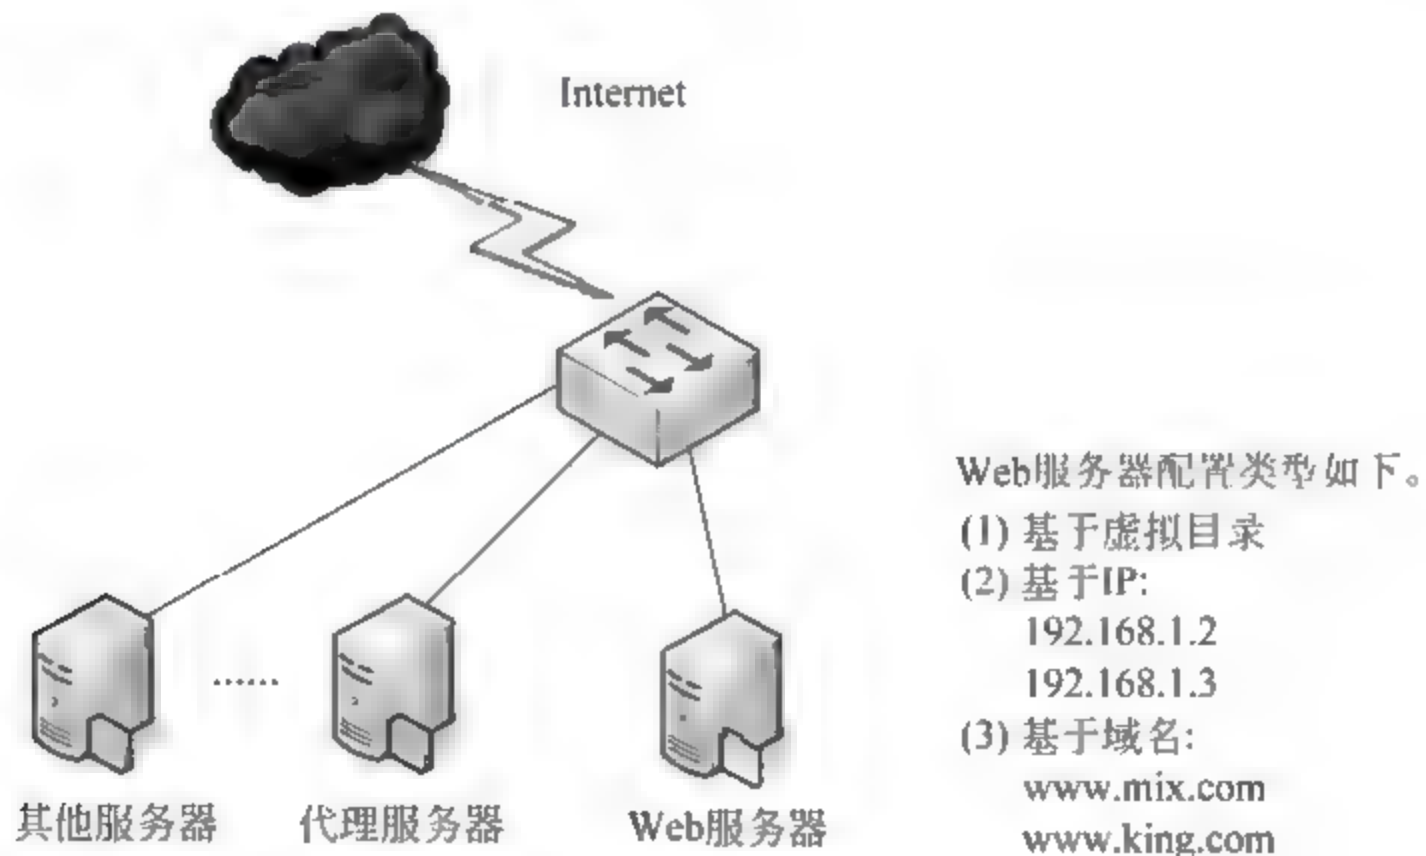 Internet
Web服务器配置类型如下。
(1) 基于虚拟目录
(2) 基于IP:
192.168.1.2
192.168.1.3
(3) 基于域名:
www.mix.com
www.king.com
......
其他服务器
代理服务器
Web服务器